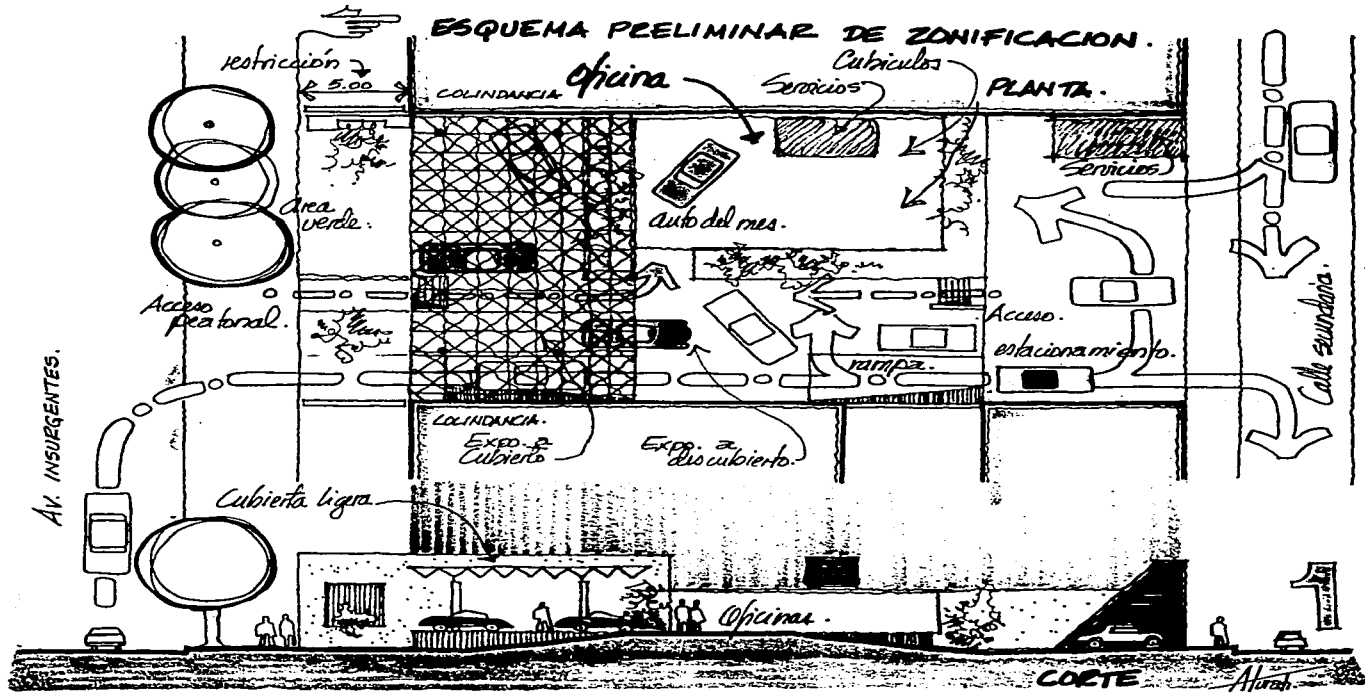 ESQUEMA PRELIMINAR DE ZONIFICACION.
restricción
5.00
COLINDANCIA
Oficina
Servicios
Cubiculos
PLANTA.
Servicios
Area
verde.
auto del mes.
Acceso
peatonal.
Acceso.
estacionamiento.
rampa.
Calle secundaria.
AV. INSURGENTES.
COLINDANCIA.
Expo. a
Cubierto
Expo. a
descubierto.
Cubierta ligera
Oficinas.
CORTE